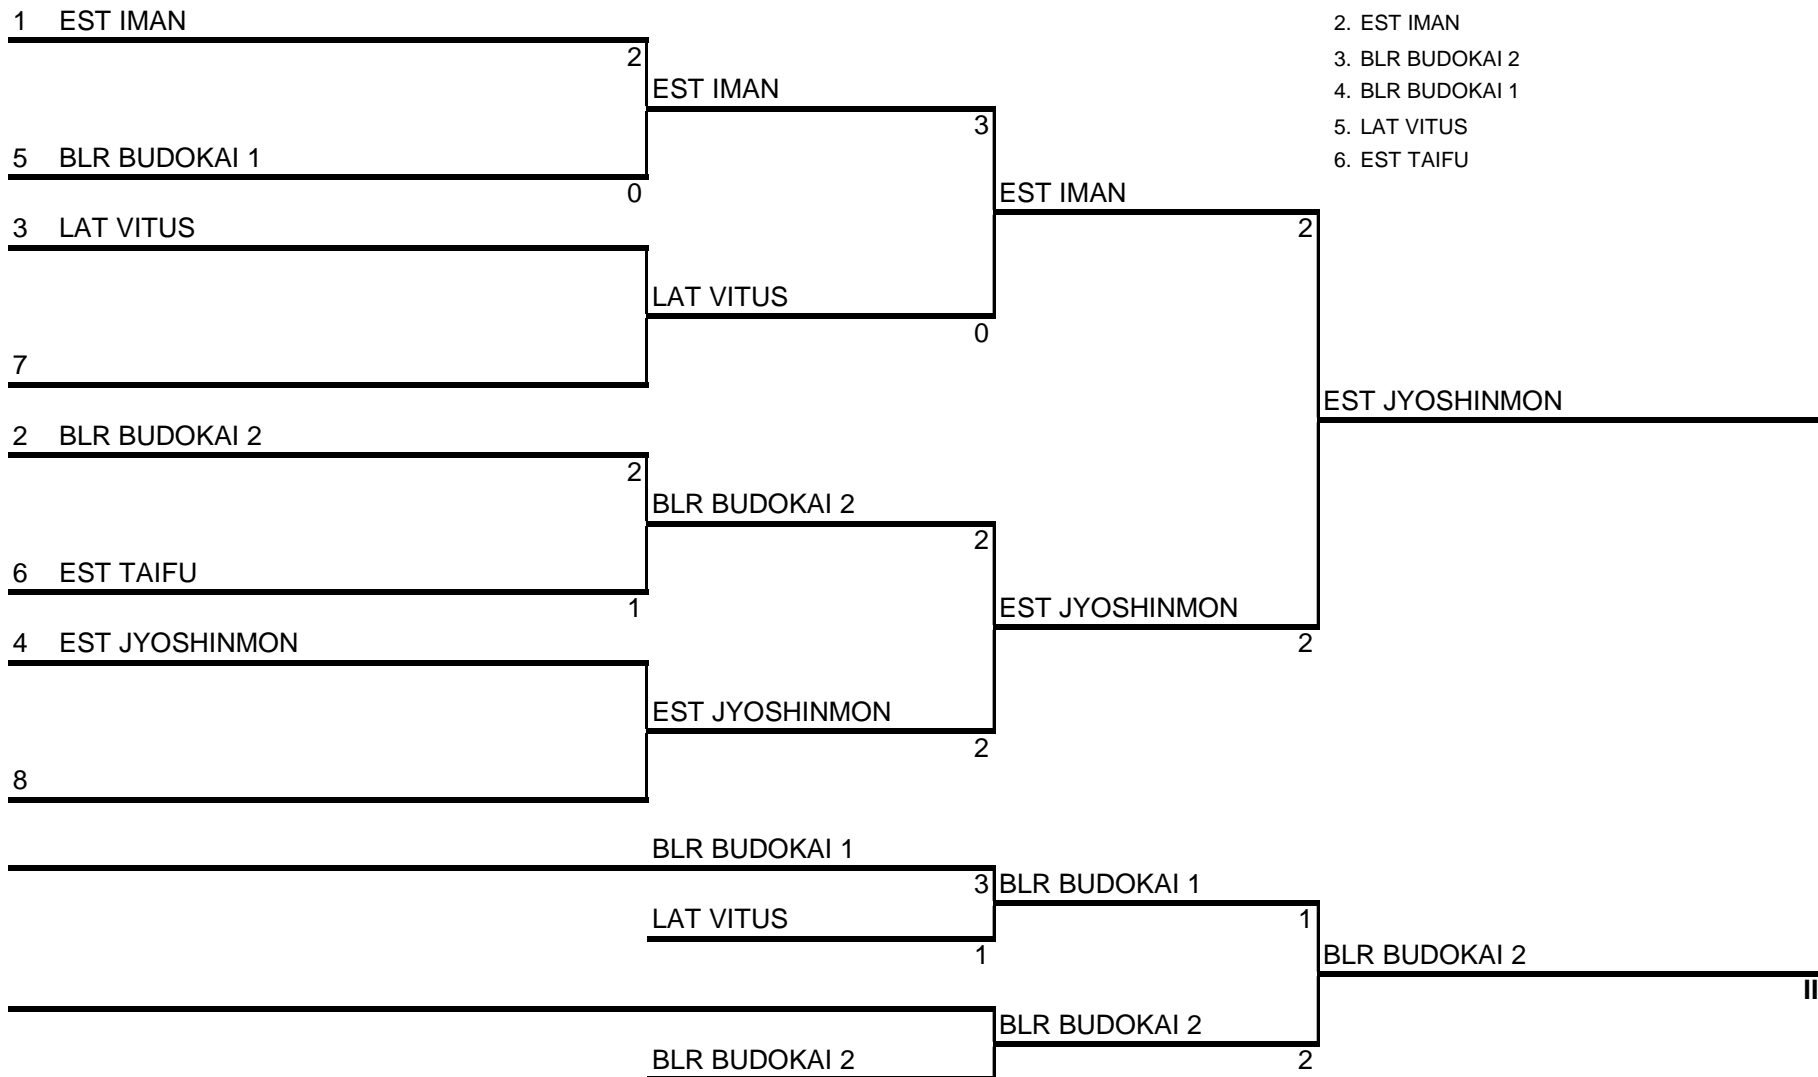 1 EST IMAN
2. EST IMAN
2
3. BLR BUDOKAI 2
EST IMAN
4. BLR BUDOKAI 1
3
5. LAT VITUS
5 BLR BUDOKAI 1
6. EST TAIFU
0
EST IMAN
3 LAT VITUS
2
LAT VITUS
0
7
EST JYOSHINMON
2 BLR BUDOKAI 2
2
BLR BUDOKAI 2
2
6 EST TAIFU
1
EST JYOSHINMON
4 EST JYOSHINMON
2
EST JYOSHINMON
2
8
BLR BUDOKAI 1
3 BLR BUDOKAI 1
LAT VITUS
1
1
BLR BUDOKAI 2
II
BLR BUDOKAI 2
BLR BUDOKAI 2
2